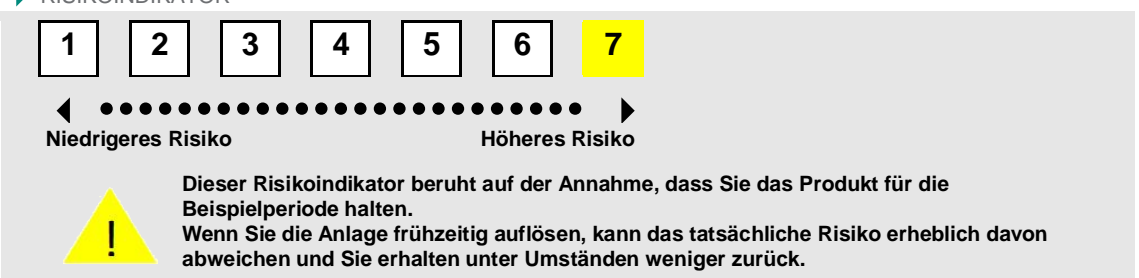 RISIKOINDIKATOR
1 2 3 4 5 6 7
Niedrigeres Risiko Höheres Risiko
!
Dieser Risikoindikator beruht auf der Annahme, dass Sie das Produkt für die
Beispielperiode halten.
Wenn Sie die Anlage frühzeitig auflösen, kann das tatsächliche Risiko erheblich davon
abweichen und Sie erhalten unter Umständen weniger zurück.